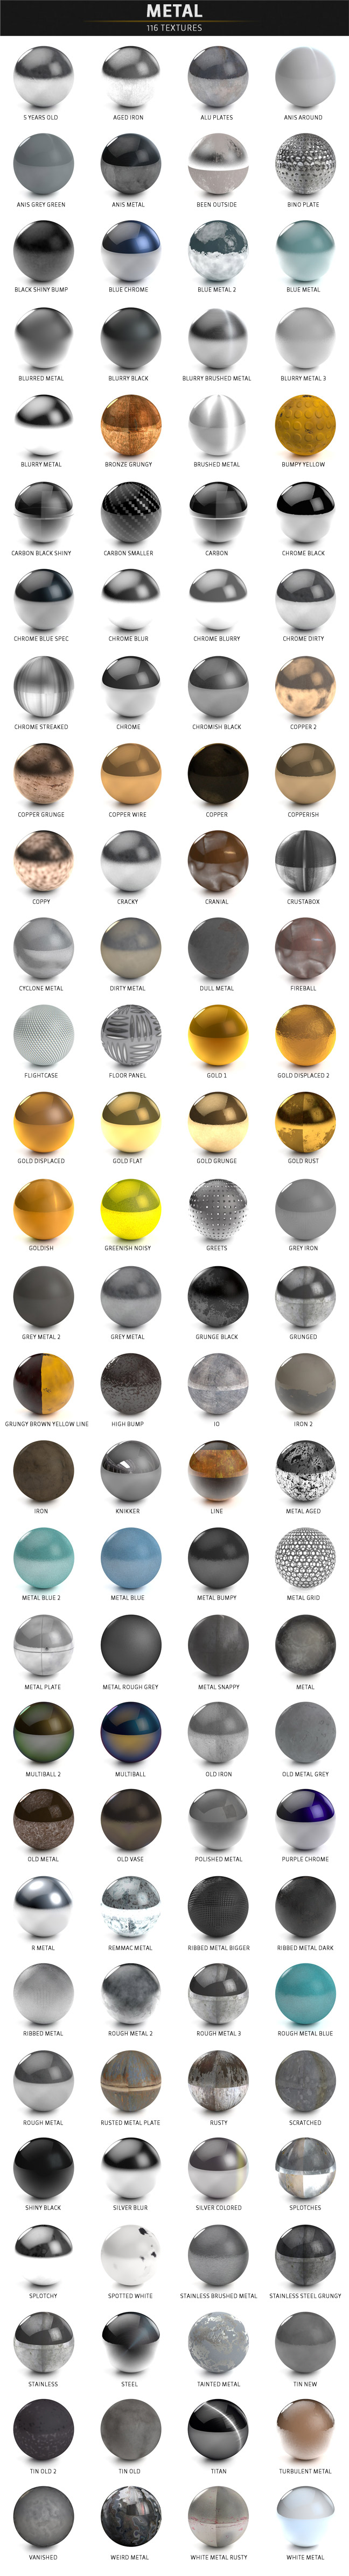 METAL
116 TEXTURES
5 YEARS OLD
AGED IRON
ALU PLATES
ANIS AROUND
ANIS GREY GREEN
ANIS METAL
BEEN OUTSIDE
BINO PLATE
BLACK SHINY BUMP
BLUE CHROME
BLUE METAL 2
BLUE METAL
BLURRED METAL
BLURRY BLACK
BLURRY BRUSHED METAL
BLURRY METAL 3
BLURRY METAL
BRONZE GRUNGY
BRUSHED METAL
BUMPY YELLOW
CARBON BLACK SHINY
CARBON SMALLER
CARBON
CHROME BLACK
CHROME BLUE SPEC
CHROME BLUR
CHROME BLURRY
CHROME DIRTY
CHROME STREAKED
CHROME
CHROMISH BLACK
COPPER 2
COPPER GRUNGE
COPPER WIRE
COPPER
COPPERISH
COPPY
CRACKY
CRANIAL
CRUSTABOX
CYCLONE METAL
DIRTY METAL
DULL METAL
FIREBALL
FLIGHTCASE
FLOOR PANEL
GOLD 1
GOLD DISPLACED 2
GOLD DISPLACED
GOLD FLAT
GOLD GRUNGE
GOLD RUST
GOLDISH
GREENISH NOISY
GREETS
GREY IRON
GREY METAL 2
GREY METAL
GRUNGE BLACK
GRUNGED
GRUNGY BROWN YELLOW LINE
HIGH BUMP
IO
IRON 2
IRON
KNIKKER
LINE
METAL AGED
METAL BLUE 2
METAL BLUE
METAL BUMPY
METAL GRID
METAL PLATE
METAL ROUGH GREY
METAL SNAPPY
METAL
MULTIBALL 2
MULTIBALL
OLD IRON
OLD METAL GREY
OLD METAL
OLD VASE
POLISHED METAL
PURPLE CHROME
R METAL
REMMAC METAL
RIBBED METAL BIGGER
RIBBED METAL DARK
RIBBED METAL
ROUGH METAL 2
ROUGH METAL 3
ROUGH METAL BLUE
ROUGH METAL
RUSTED METAL PLATE
RUSTY
SCRATCHED
SHINY BLACK
SILVER BLUR
SILVER COLORED
SPLOTCHES
SPLOTCHY
SPOTTED WHITE
STAINLESS BRUSHED METAL
STAINLESS STEEL GRUNGY
STAINLESS
STEEL
TAINTED METAL
TIN NEW
TIN OLD 2
TIN OLD
TITAN
TURBULENT METAL
VANISHED
WEIRD METAL
WHITE METAL RUSTY
WHITE METAL